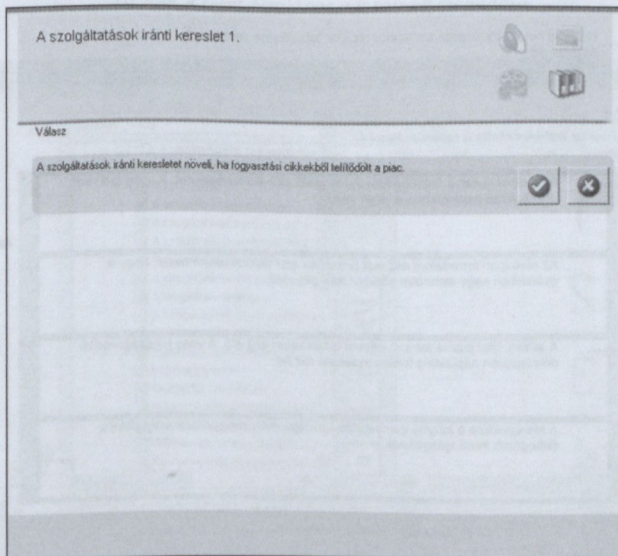 A szolgáltatások iránti kereslet 1.
Válasz
A szolgáltatások iránti keresletet növeli, ha fogyasztási cikkekből telítődött a piac.